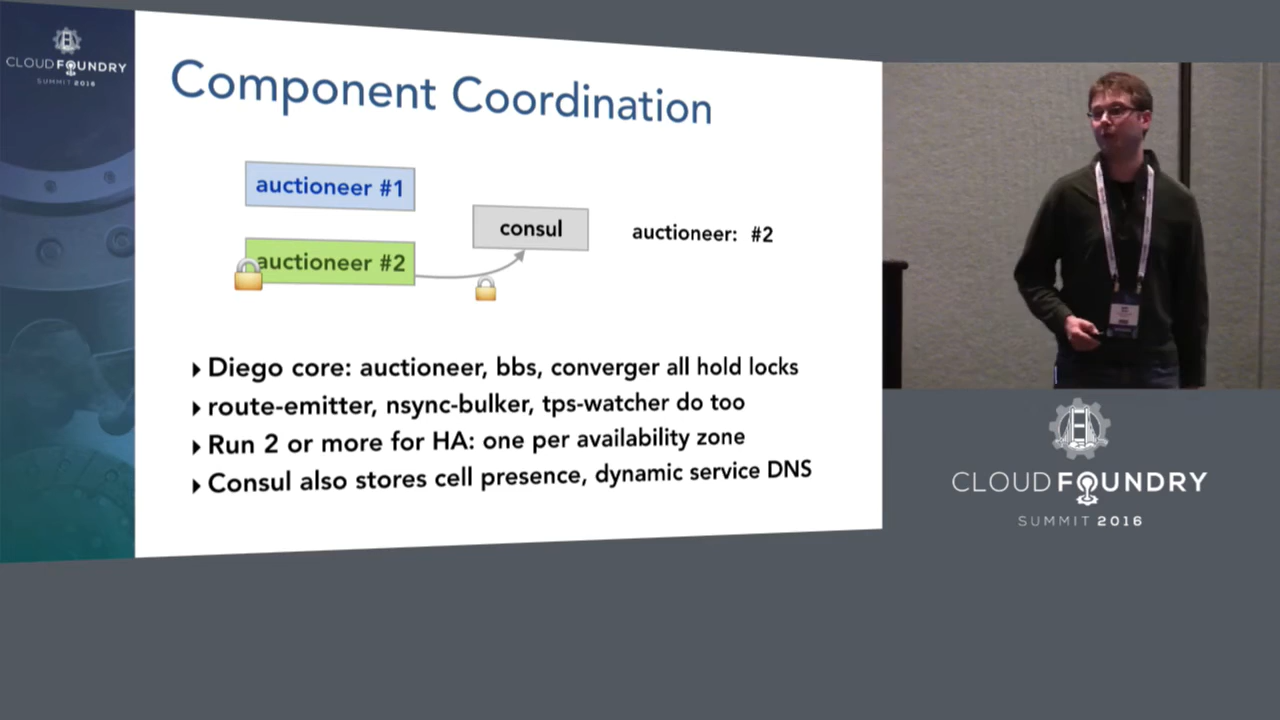 CLOUD FOUNDRY
SUMMIT 2016
Component Coordination
auctioneer #1
auctioneer #2
consul
auctioneer: #2
‣ Diego core: auctioneer, bbs, converger all hold locks
‣ route-emitter, nsync-bulker, tps-watcher do too
‣ Run 2 or more for HA: one per availability zone
‣ Consul also stores cell presence, dynamic service DNS
CLOUD FOUNDRY
SUMMIT 2016